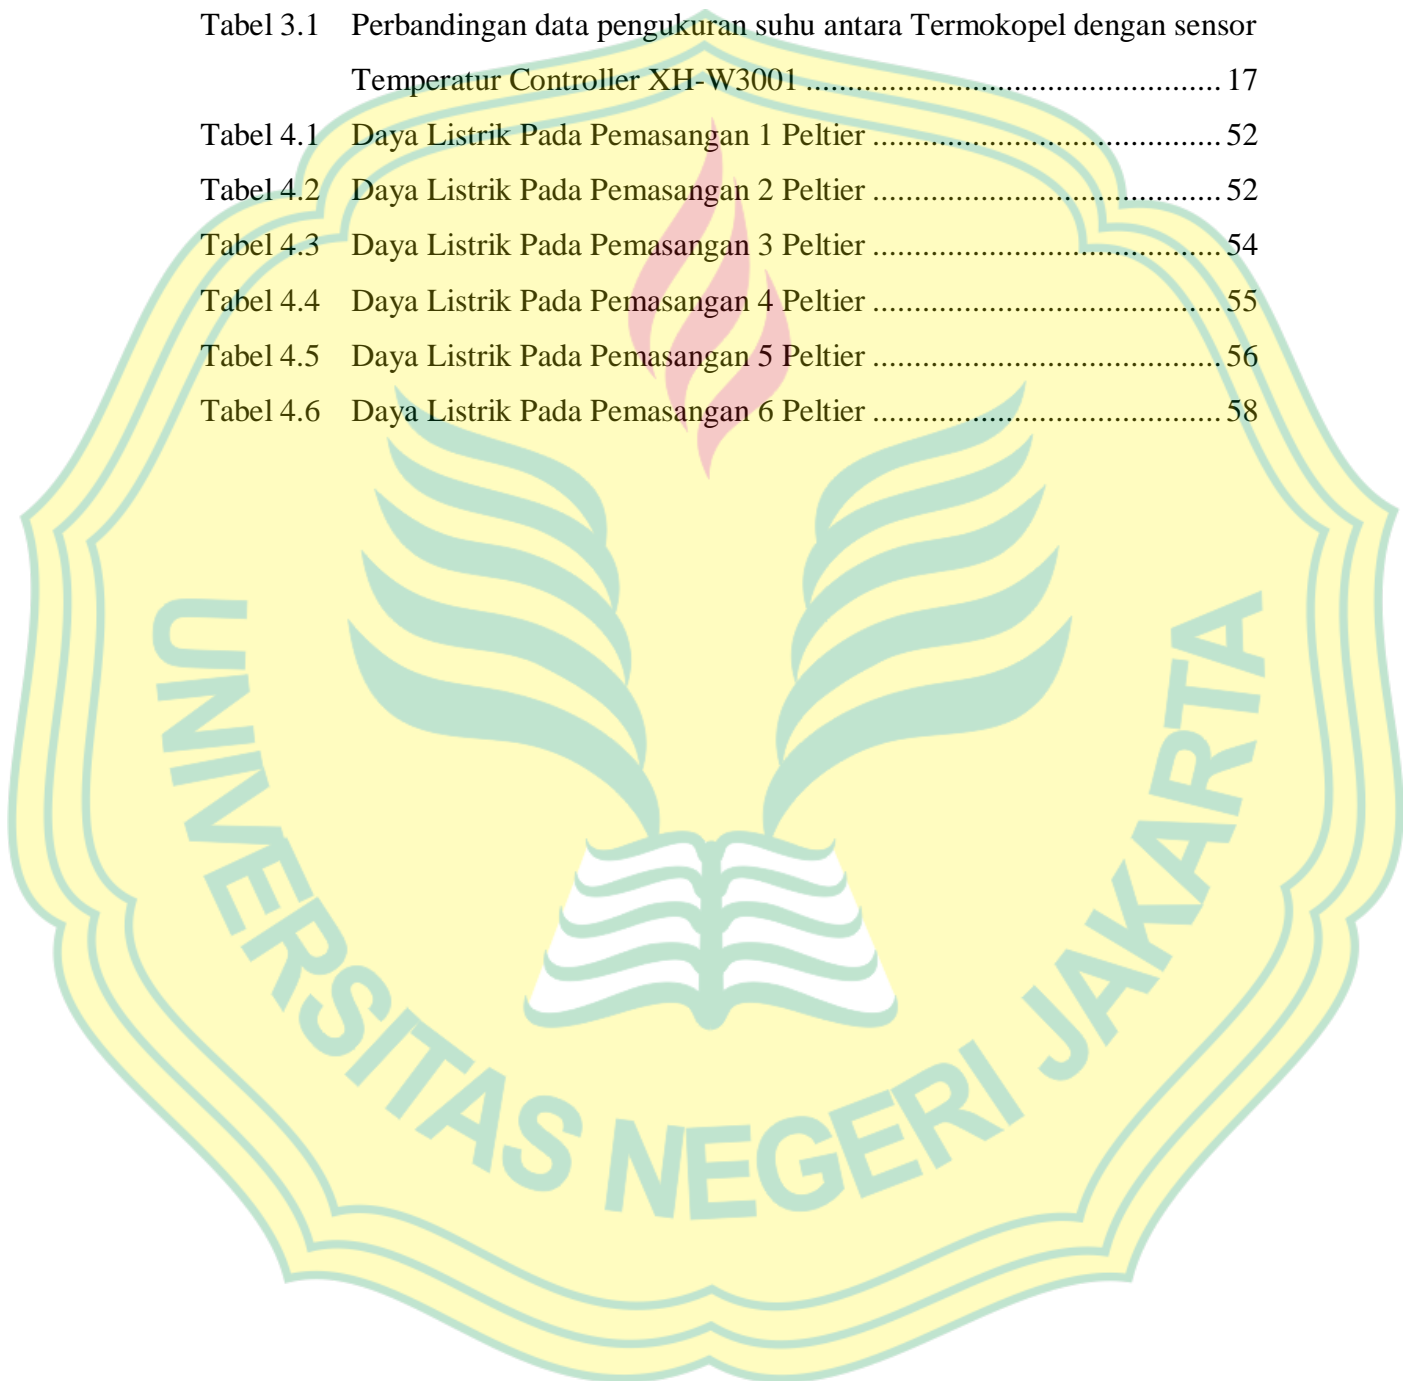 Tabel 3.1 Perbandingan data pengukuran suhu antara Termokopel dengan sensor
Temperatur Controller XH-W3001 .................................................. 17
Tabel 4.1 Daya Listrik Pada Pemasangan 1 Peltier .......................................... 52
Tabel 4.2 Daya Listrik Pada Pemasangan 2 Peltier .......................................... 52
Tabel 4.3 Daya Listrik Pada Pemasangan 3 Peltier .......................................... 54
Tabel 4.4 Daya Listrik Pada Pemasangan 4 Peltier .......................................... 55
Tabel 4.5 Daya Listrik Pada Pemasangan 5 Peltier .......................................... 56
Tabel 4.6 Daya Listrik Pada Pemasangan 6 Peltier .......................................... 58
UNIVERSITAS NEGERI JAKARTA